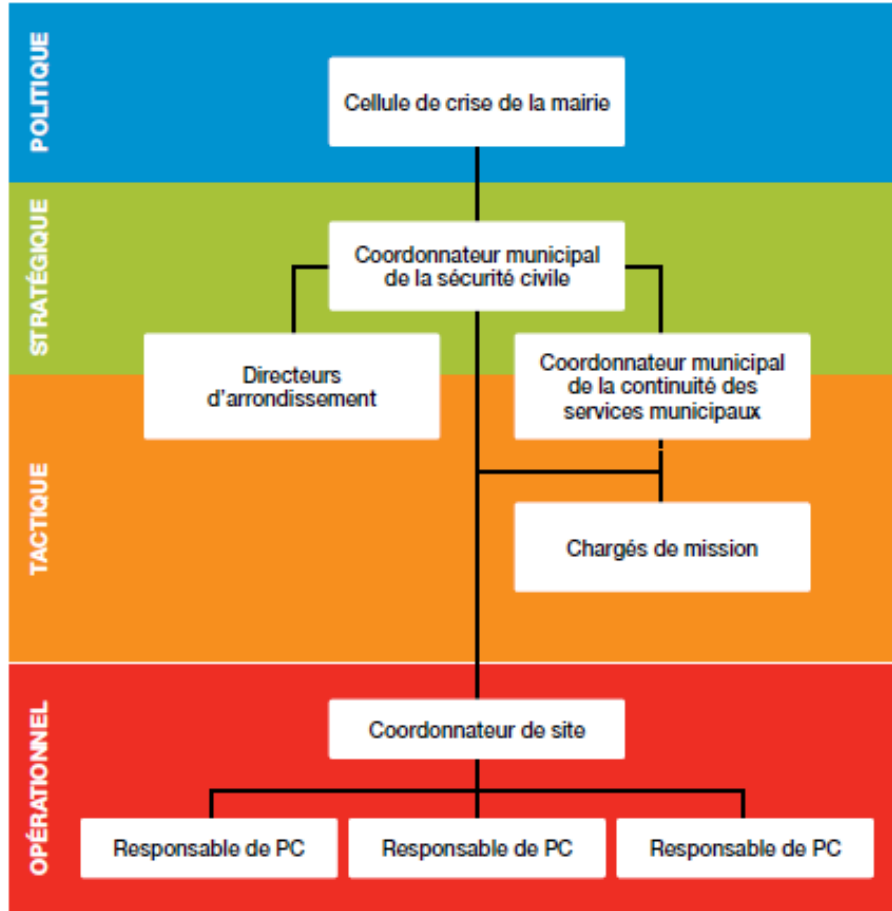 POLITIQUE
Cellule de crise de la mairie
STRATÉGIQUE
Coordonnateur municipal
de la sécurité civile
Directeurs
d'arrondissement
Coordonnateur municipal
de la continuité des
services municipaux
TACTIQUE
Chargés de mission
OPÉRATIONNEL
Coordonnateur de site
Responsable de PC
Responsable de PC
Responsable de PC